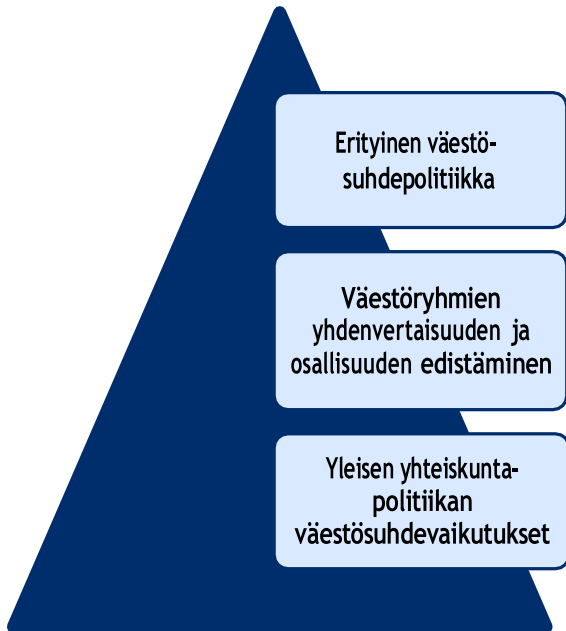 Erityinen väestö-
suhdepolitiikka
Väestöryhmien
yhdenvertaisuuden ja
osallisuuden edistäminen
Yleisen yhteiskunta-
politiikan
väestösuhdevaikutukset